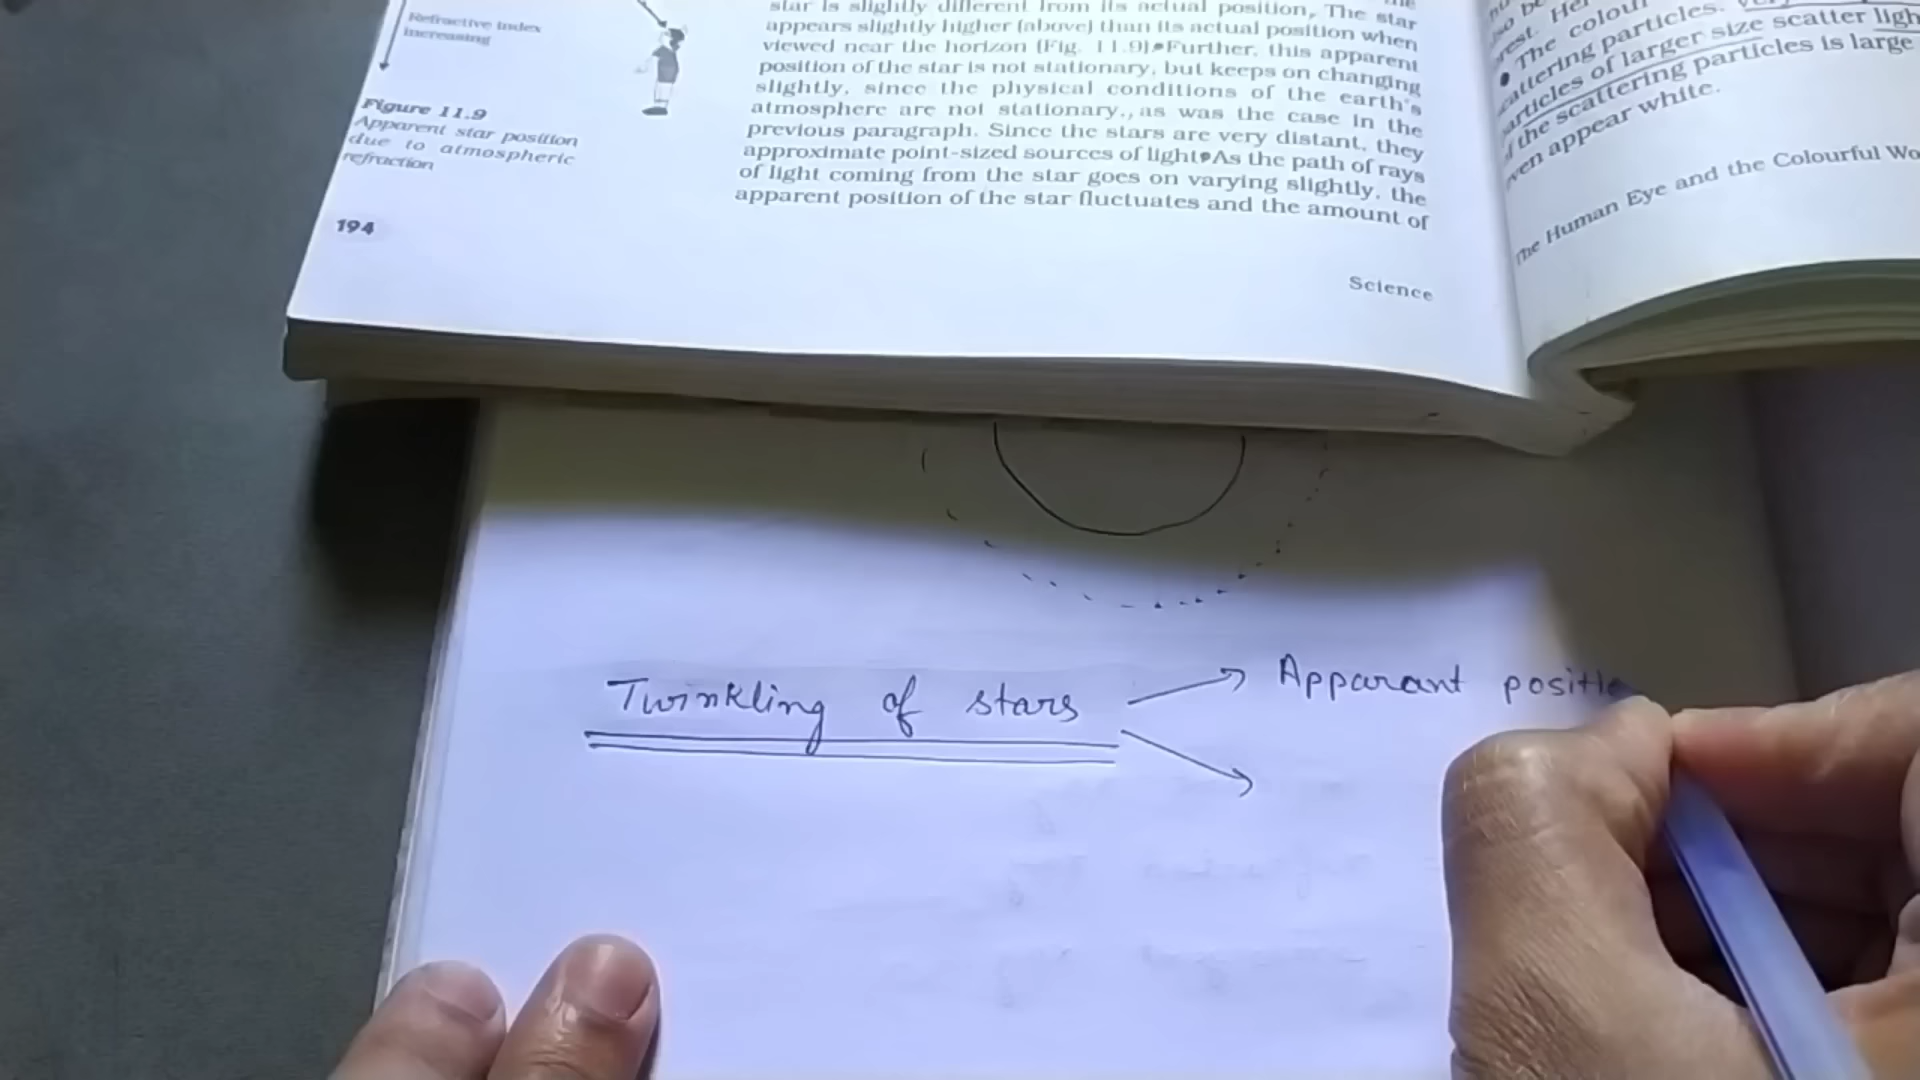 Refractive index
increasing
Figure 11.9
Apparent star position
due to atmospheric
refraction
194
star is slightly different from its actual position. The star
appears slightly higher (above) than its actual position when
viewed near the horizon (Fig. 11.9). Further, this apparent
position of the star is not stationary, but keeps on changing
slightly, since the physical conditions of the earth's
atmosphere are not stationary., as was the case in the
previous paragraph. Since the stars are very distant, they
approximate point-sized sources of light. As the path of rays
of light coming from the star goes on varying slightly, the
apparent position of the star fluctuates and the amount of
Science
The colour
scattering particles.
articles of larger size scatter ligh
the scattering particles is large
appear white.
The Human Eye and the Colourful Wo
Twinkling of stars
Apparant positio